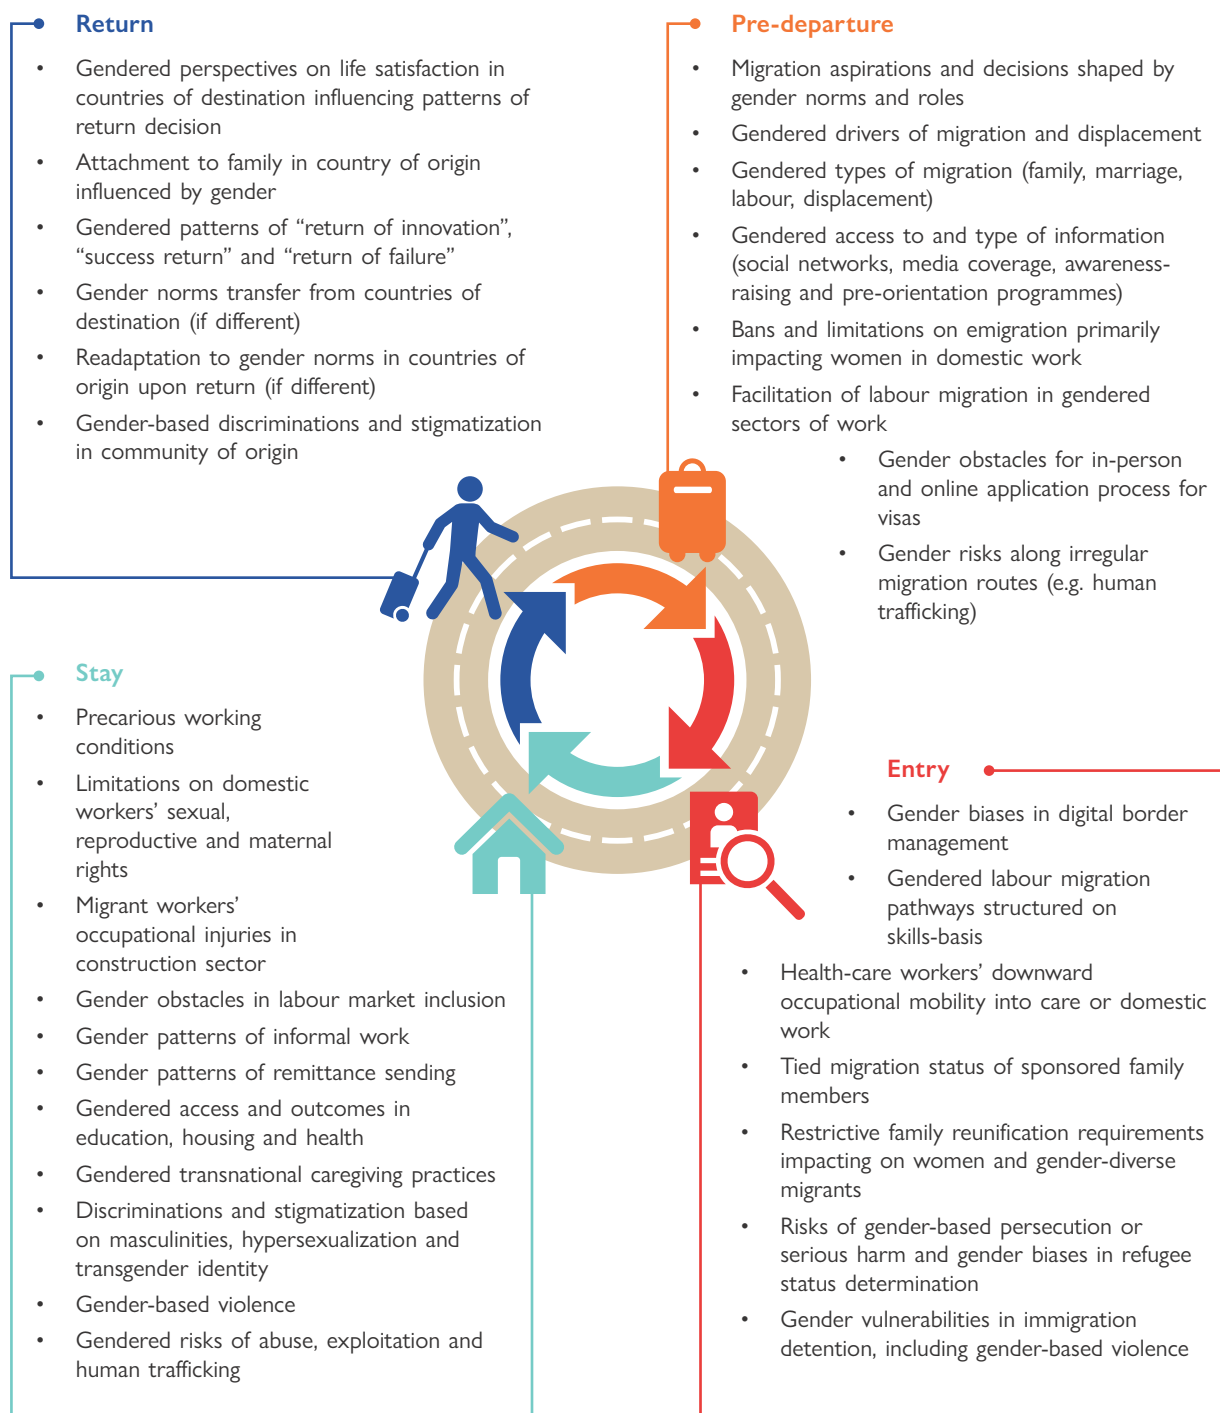 Return
• Gendered perspectives on life satisfaction in
countries of destination influencing patterns of
return decision
• Attachment to family in country of origin
influenced by gender
• Gendered patterns of “return of innovation”,
“success return” and “return of failure”
• Gender norms transfer from countries of
destination (if different)
• Readaptation to gender norms in countries of
origin upon return (if different)
• Gender-based discriminations and stigmatization
in community of origin
Pre-departure
• Migration aspirations and decisions shaped by
gender norms and roles
• Gendered drivers of migration and displacement
• Gendered types of migration (family, marriage,
labour, displacement)
• Gendered access to and type of information
(social networks, media coverage, awareness-
raising and pre-orientation programmes)
• Bans and limitations on emigration primarily
impacting women in domestic work
• Facilitation of labour migration in gendered
sectors of work
• Gender obstacles for in-person
and online application process for
visas
• Gender risks along irregular
migration routes (e.g. human
trafficking)
Stay
• Precarious working
conditions
• Limitations on domestic
workers’ sexual,
reproductive and maternal
rights
• Migrant workers’
occupational injuries in
construction sector
• Gender obstacles in labour market inclusion
• Gender patterns of informal work
• Gender patterns of remittance sending
• Gendered access and outcomes in
education, housing and health
• Gendered transnational caregiving practices
• Discriminations and stigmatization based
on masculinities, hypersexualization and
transgender identity
• Gender-based violence
• Gendered risks of abuse, exploitation and
human trafficking
Entry
• Gender biases in digital border
management
• Gendered labour migration
pathways structured on
skills-basis
• Health-care workers’ downward
occupational mobility into care or domestic
work
• Tied migration status of sponsored family
members
• Restrictive family reunification requirements
impacting on women and gender-diverse
migrants
• Risks of gender-based persecution or
serious harm and gender biases in refugee
status determination
• Gender vulnerabilities in immigration
detention, including gender-based violence